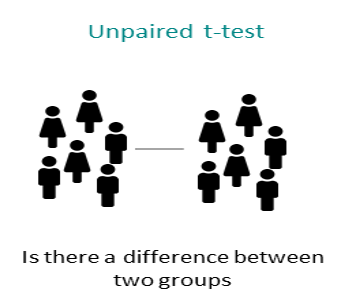 Unpaired t-test
Is there a difference between
two groups